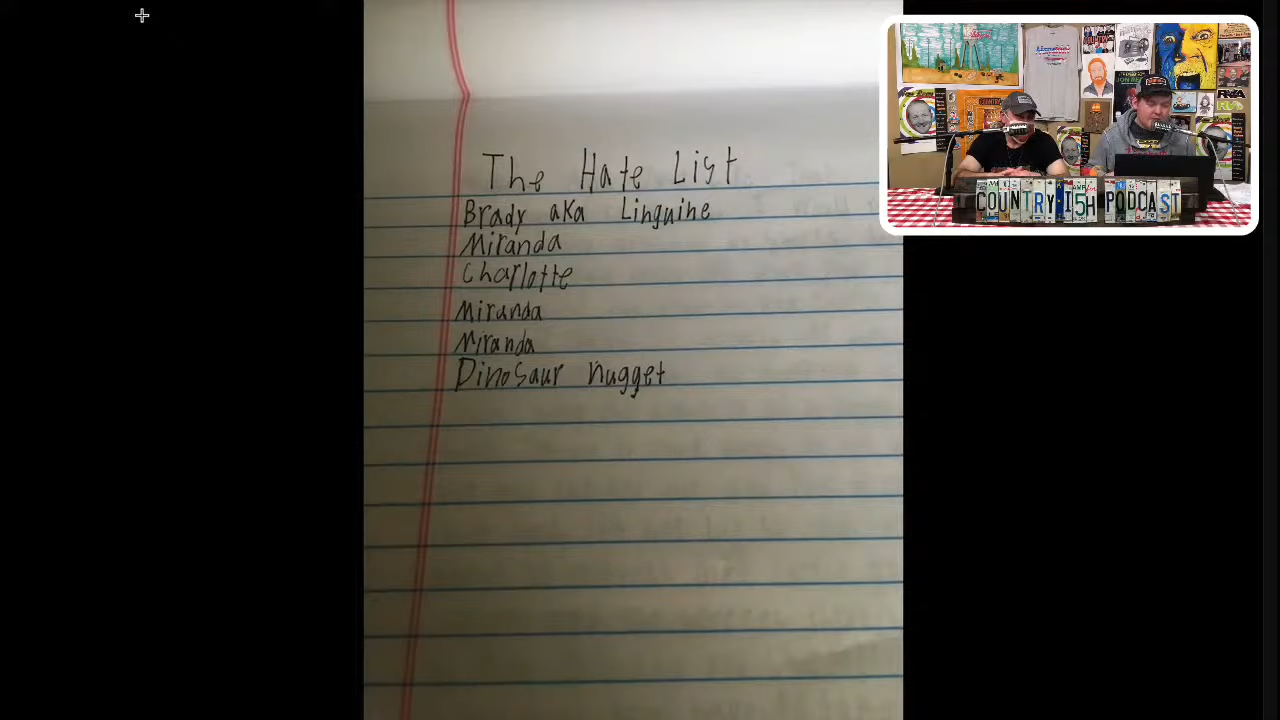 The Hate List
Brady aka Linguine
Miranda
Charlotte
Miranda
Miranda
Dinosaur nugget
COUNTRY-ISH PODCAST